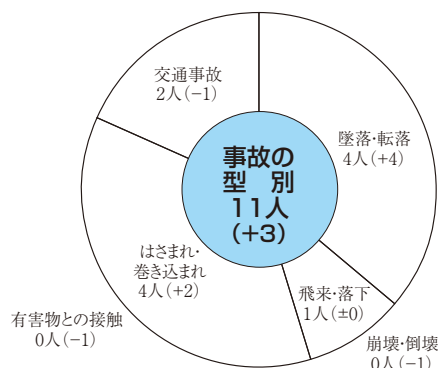 事故の
型　別
11人
(+3)
墜落・転落
4人(+4)
飛来・落下
1人(±0)
崩壊・倒壊
0人(−1)
はさまれ・
巻き込まれ
4人(+2)
有害物との接触
0人(−1)
交通事故
2人(−1)